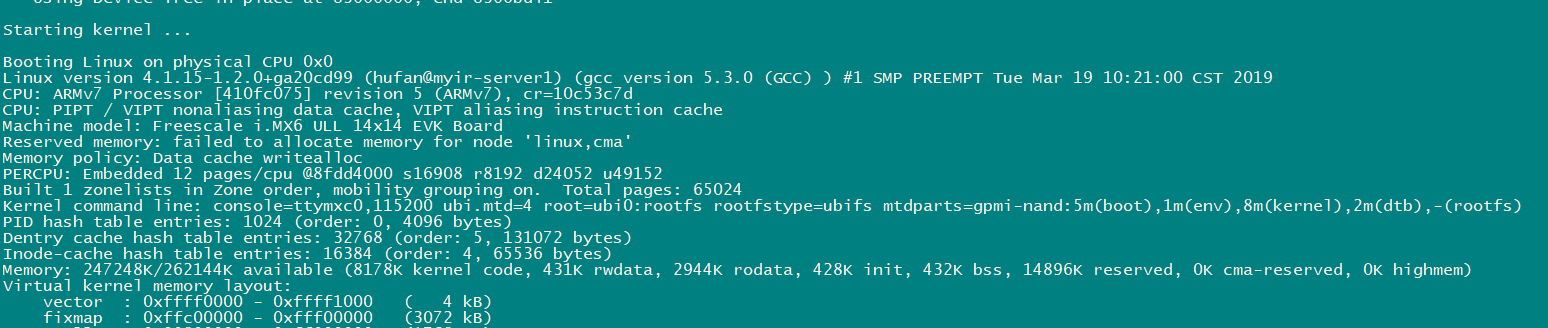 Using Device Tree in place at 83000000, end 8300bd
Starting kernel ...
Booting Linux on physical CPU 0x0
Linux version 4.1.15-1.2.0+ga20cd99 (hufan@myir-server1) (gcc version 5.3.0 (GCC) ) #1 SMP PREEMPT Tue Mar 19 10:21:00 CST 2019
CPU: ARMv7 Processor [410fc075] revision 5 (ARMv7), cr=10c53c7d
CPU: PIPT / VIPT nonaliasing data cache, VIPT aliasing instruction cache
Machine model: Freescale i.MX6 ULL 14x14 EVK Board
Reserved memory: failed to allocate memory for node 'linux,cma'
Memory policy: Data cache writealloc
PERCPU: Embedded 12 pages/cpu @8fdd4000 s16908 r8192 d24052 u49152
Built 1 zonelists in Zone order, mobility grouping on.  Total pages: 65024
Kernel command line: console=ttymxc0,115200 ubi.mtd=4 root=ubi0:rootfs rootfstype=ubifs mtdparts=gpmi-nand:5m(boot),1m(env),8m(kernel),2m(dtb),-(rootfs)
PID hash table entries: 1024 (order: 0, 4096 bytes)
Dentry cache hash table entries: 32768 (order: 5, 131072 bytes)
Inode-cache hash table entries: 16384 (order: 4, 65536 bytes)
Memory: 247248K/262144K available (8178K kernel code, 431K rwdata, 2944K rodata, 428K init, 432K bss, 14896K reserved, 0K cma-reserved, 0K highmem)
Virtual kernel memory layout:
    vector  : 0xffff0000 - 0xffff1000   (   4 kB)
    fixmap  : 0xffc00000 - 0xfff00000   (3072 kB)